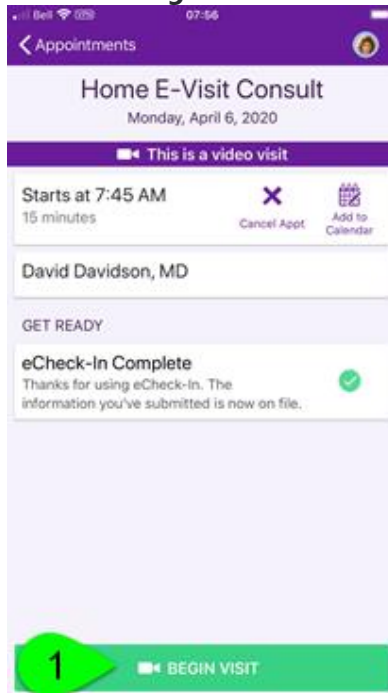 Bell VPN 07:56
Appointments
Home E-Visit Consult
Monday, April 6, 2020
This is a video visit
Starts at 7:45 AM
15 minutes
Cancel Appt
Add to
Calendar
David Davidson, MD
GET READY
eCheck-In Complete
Thanks for using eCheck-In. The
information you've submitted is now on file.
1
BEGIN VISIT